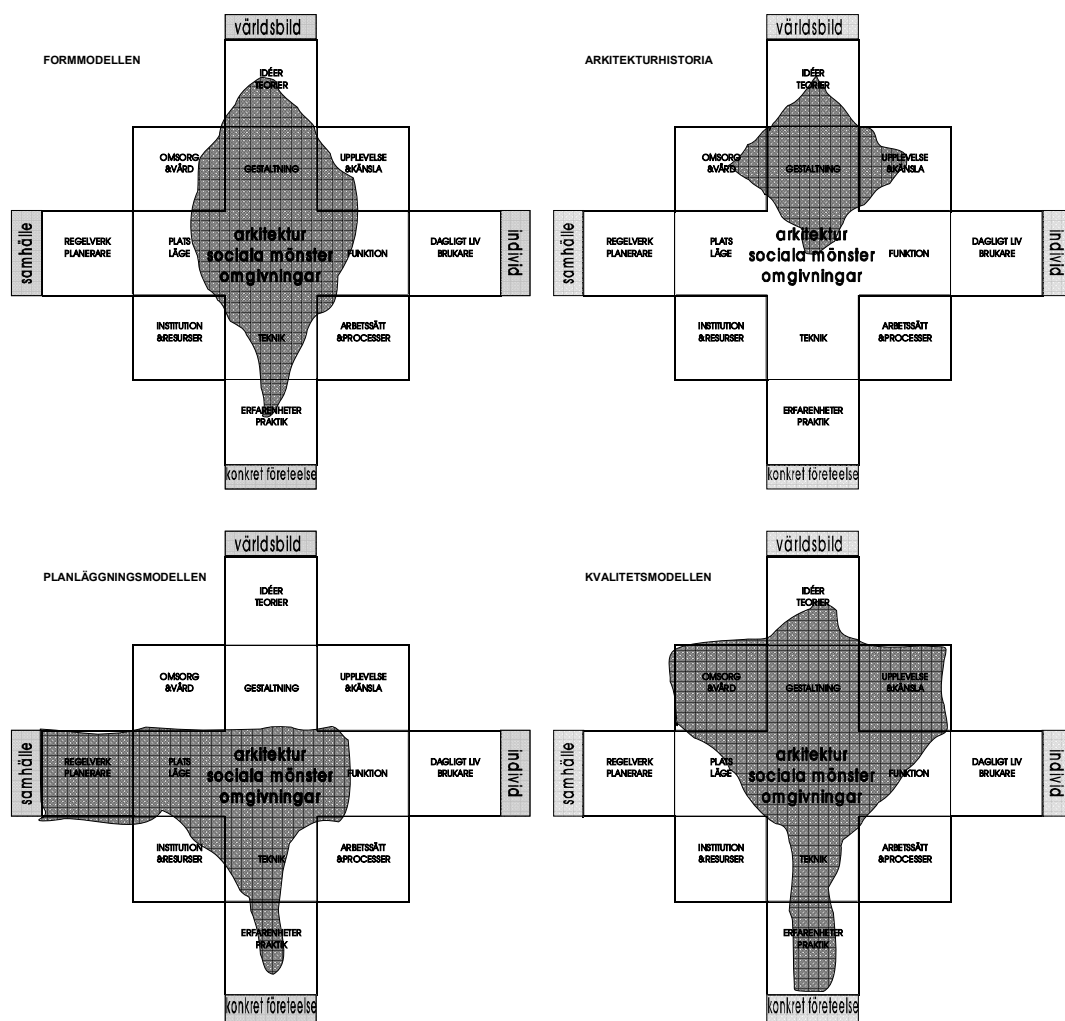 FORMMODELLEN
världsbild
IDÉER
TEORIER
OMSORG
&VÅRD
GESTALTNING
UPPLEVELSE
&KÄNSLA
samhälle
REGELVERK
PLANERARE
PLATS
LÄGE
arkitektur
sociala mönster
omgivningar
FUNKTION
DAGLIGT LIV
BRUKARE
individ
INSTITUTION
&RESURSER
TEKNIK
ARBETSSÄTT
&PROCESSER
ERFARENHETER
PRAKTIK
konkret företeelse
ARKITEKTURHISTORIA
världsbild
IDÉER
TEORIER
OMSORG
&VÅRD
GESTALTNING
UPPLEVELSE
&KÄNSLA
samhälle
REGELVERK
PLANERARE
PLATS
LÄGE
arkitektur
sociala mönster
omgivningar
FUNKTION
DAGLIGT LIV
BRUKARE
individ
INSTITUTION
&RESURSER
TEKNIK
ARBETSSÄTT
&PROCESSER
ERFARENHETER
PRAKTIK
konkret företeelse
PLANLÄGGNINGSMODELLEN
världsbild
IDÉER
TEORIER
OMSORG
&VÅRD
GESTALTNING
UPPLEVELSE
&KÄNSLA
samhälle
REGELVERK
PLANERARE
PLATS
LÄGE
arkitektur
sociala mönster
omgivningar
FUNKTION
DAGLIGT LIV
BRUKARE
individ
INSTITUTION
&RESURSER
TEKNIK
ARBETSSÄTT
&PROCESSER
ERFARENHETER
PRAKTIK
konkret företeelse
KVALITETSMODELLEN
världsbild
IDÉER
TEORIER
OMSORG
&VÅRD
GESTALTNING
UPPLEVELSE
&KÄNSLA
samhälle
REGELVERK
PLANERARE
PLATS
LÄGE
arkitektur
sociala mönster
omgivningar
FUNKTION
DAGLIGT LIV
BRUKARE
individ
INSTITUTION
&RESURSER
TEKNIK
ARBETSSÄTT
&PROCESSER
ERFARENHETER
PRAKTIK
konkret företeelse